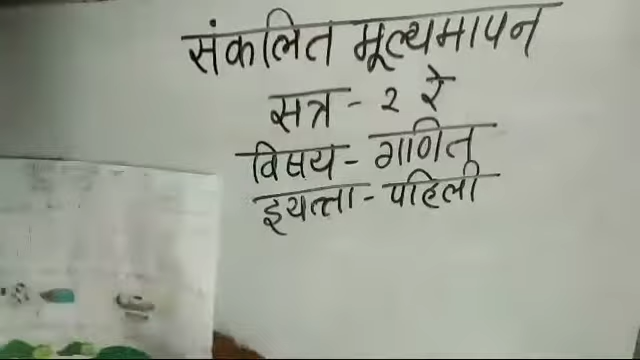 संकलित मूल्यमापन
सत्र - २ रे
विषय - गणित
इयत्ता - पहिली